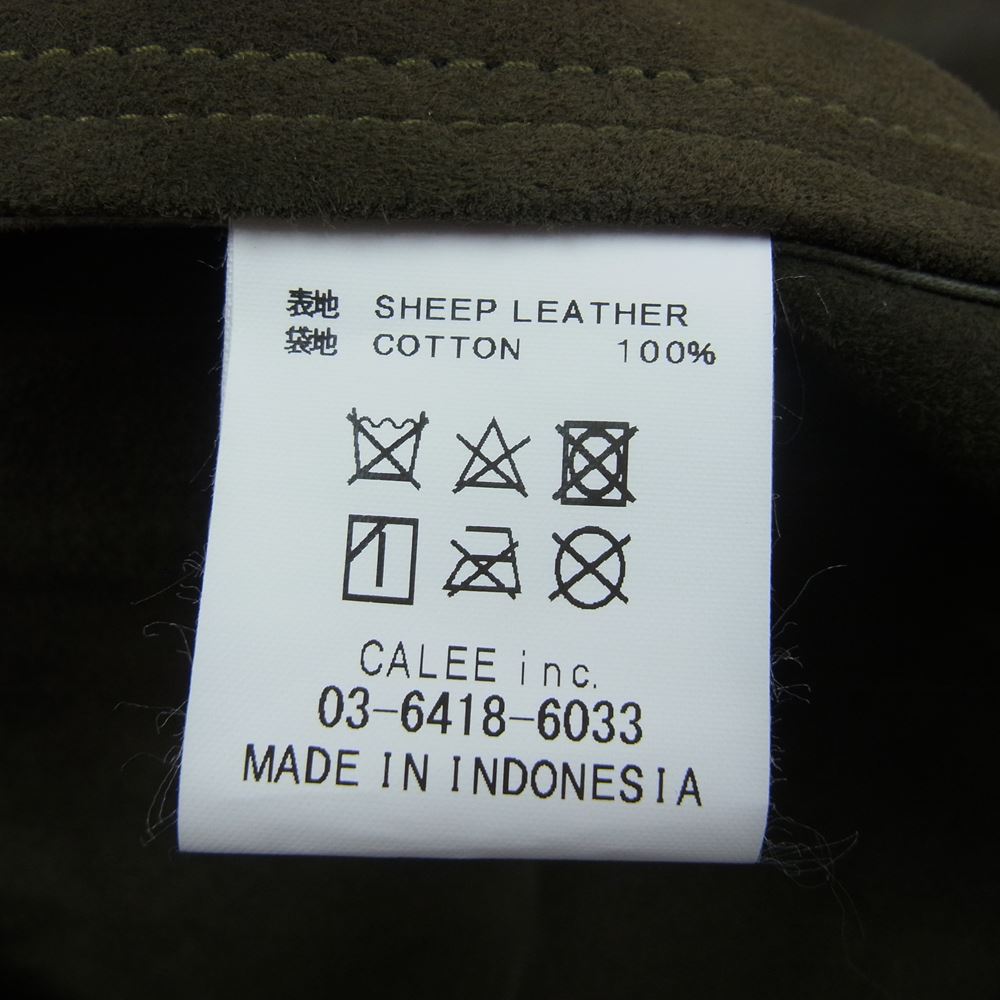 表地 SHEEP LEATHER
袋地 COTTON 100%
CALEE inc.
03-6418-6033
MADE IN INDONESIA